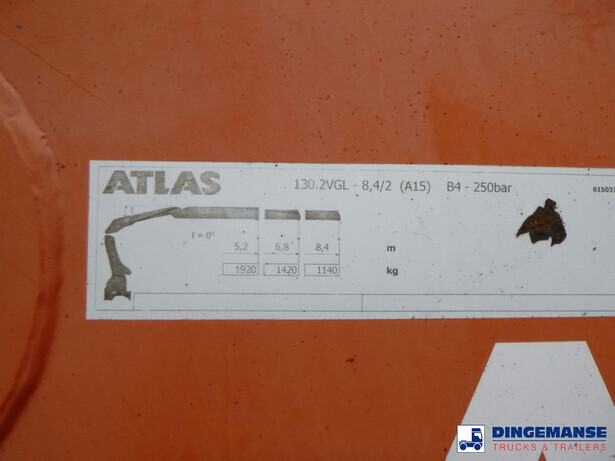 ATLAS 130.2VGL - 8,4/2 (A15) B4 - 250bar
f = 0°
5,2 6,8 8,4 m
1920 1420 1140 kg
DINGEMANSE
TRUCKS & TRAILERS